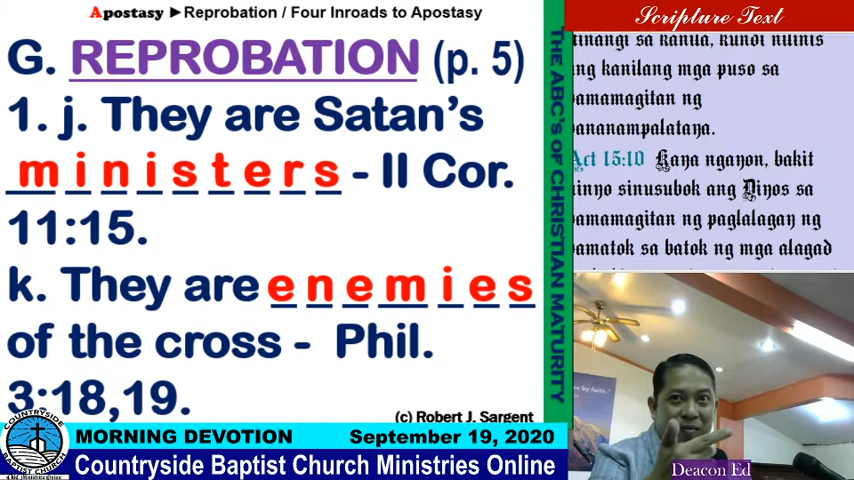 Apostasy ►Reprobation / Four Inroads to Apostasy
G. REPROBATION (p. 5)
1. j. They are Satan's
ministers - II Cor.
11:15.
k. They are enemies
of the cross - Phil.
3:18,19.
(c) Robert J. Sargent
THE ABC's OF CHRISTIAN MATURITY
Scripture Text
kanila, kundi
ang kanilang mga puso sa
pamamagitan ng
pananampalataya.
Act 15:10 Kaya ngayon, bakit
ninyo sinusubok ang Diyos sa
pamamagitan ng paglalagay ng
pamatok sa batok ng mga alagad
Deacon Ed
COUNTRYSIDE
BAPTIST CHURCH
MORNING DEVOTION September 19, 2020
Countryside Baptist Church Ministries Online